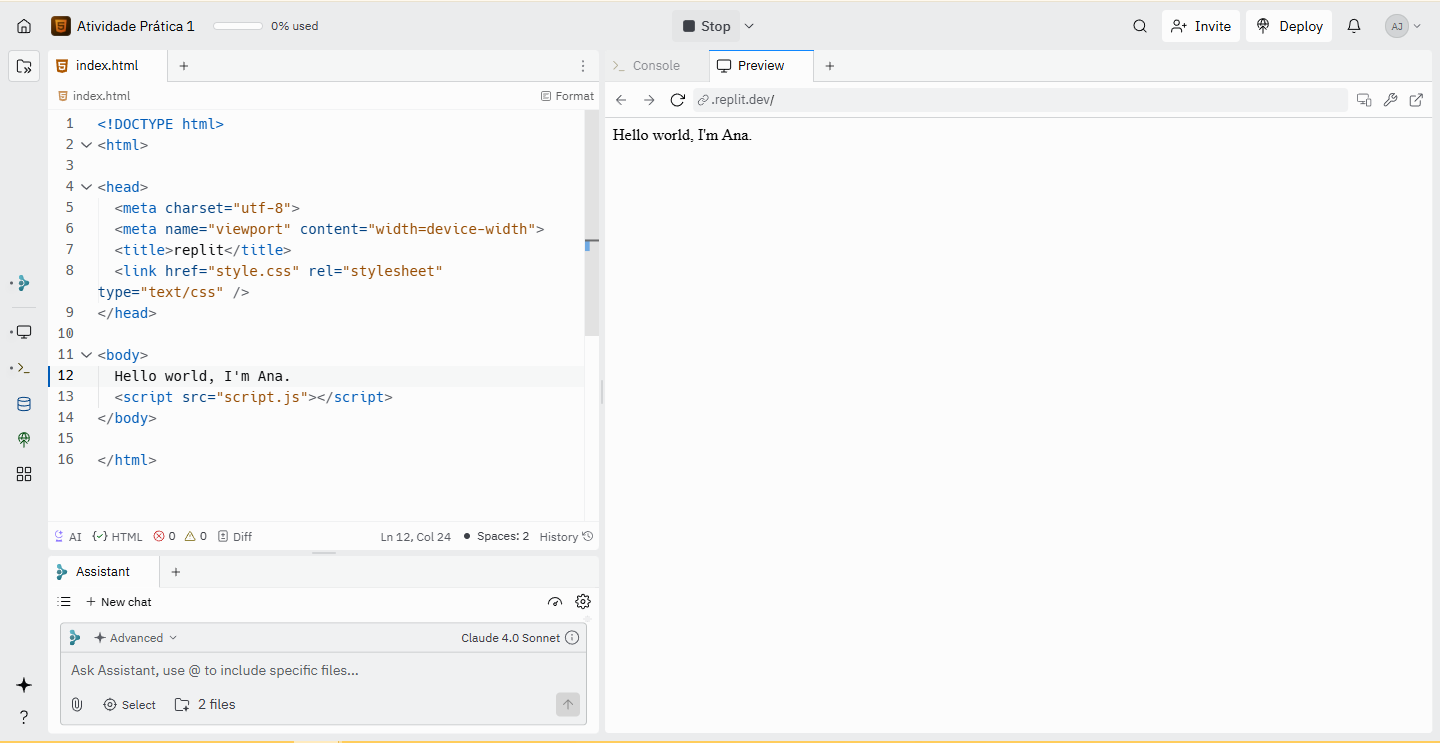 Atividade Prática 1
0% used
Stop
Invite
Deploy
AJ
index.html
index.html
Format
1 <!DOCTYPE html>
2 <html>
3
4 <head>
5 <meta charset="utf-8">
6 <meta name="viewport" content="width=device-width">
7 <title>replit</title>
8 <link href="style.css" rel="stylesheet"
type="text/css" />
9 </head>
10
11 <body>
12 Hello world, I'm Ana.
13 <script src="script.js"></script>
14 </body>
15
16 </html>
AI
HTML
0
0
Diff
Ln 12, Col 24
Spaces: 2
History
Assistant
New chat
Advanced
Claude 4.0 Sonnet
Ask Assistant, use @ to include specific files...
Select
2 files
?
Console
Preview
.replit.dev/
Hello world, I'm Ana.